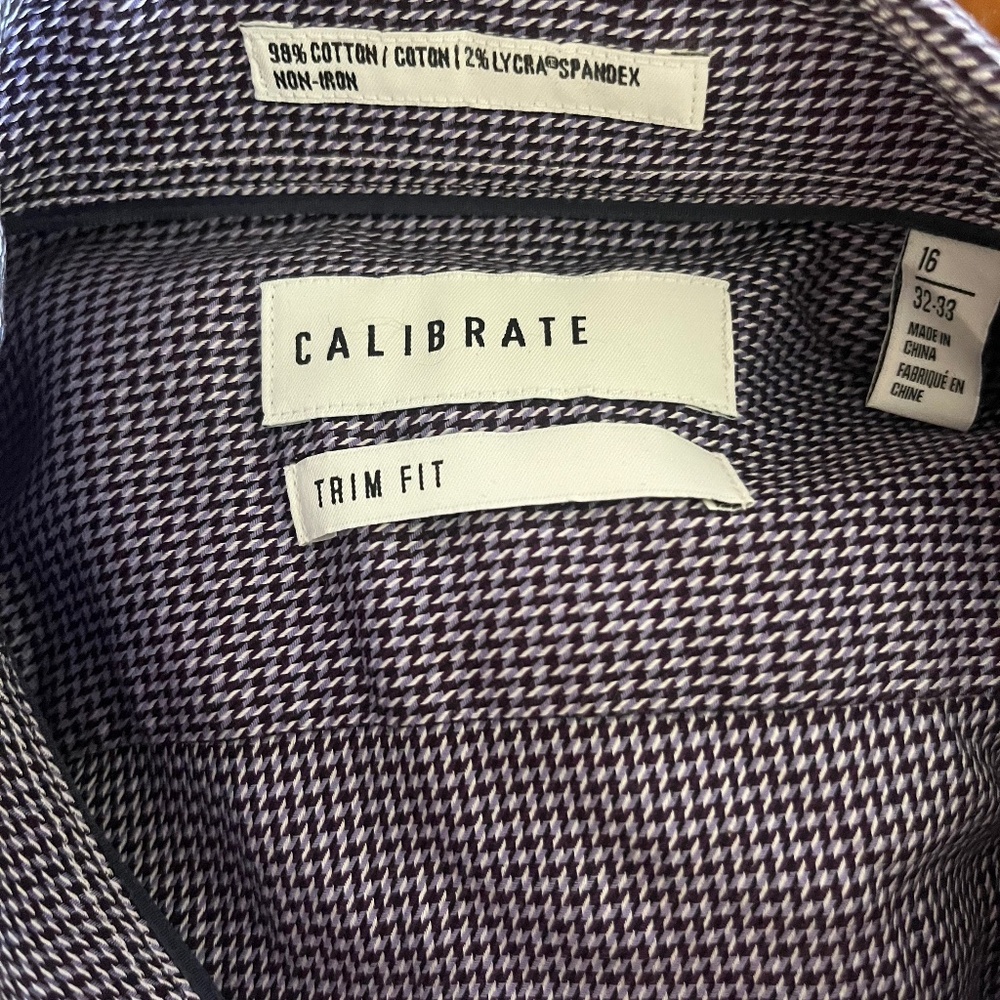 98% COTTON / COTON | 2% LYCRA® SPANDEX
NON-IRON
CALIBRATE
TRIM FIT
16
32-33
MADE IN
CHINA
FABRIQUÉ EN
CHINE